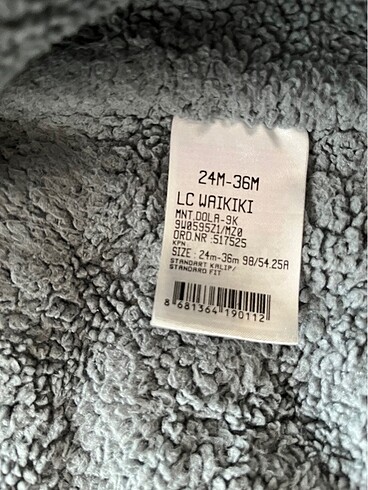 24M-36M
LC WAIKIKI
MNT.DOLA-9K
9W0595Z1/MZ0
ORD.NR :517525
KPN
SIZE : 24m-36m 98/54.25A
STANDART KALIP/
STANDARD FIT
8 681364 190112